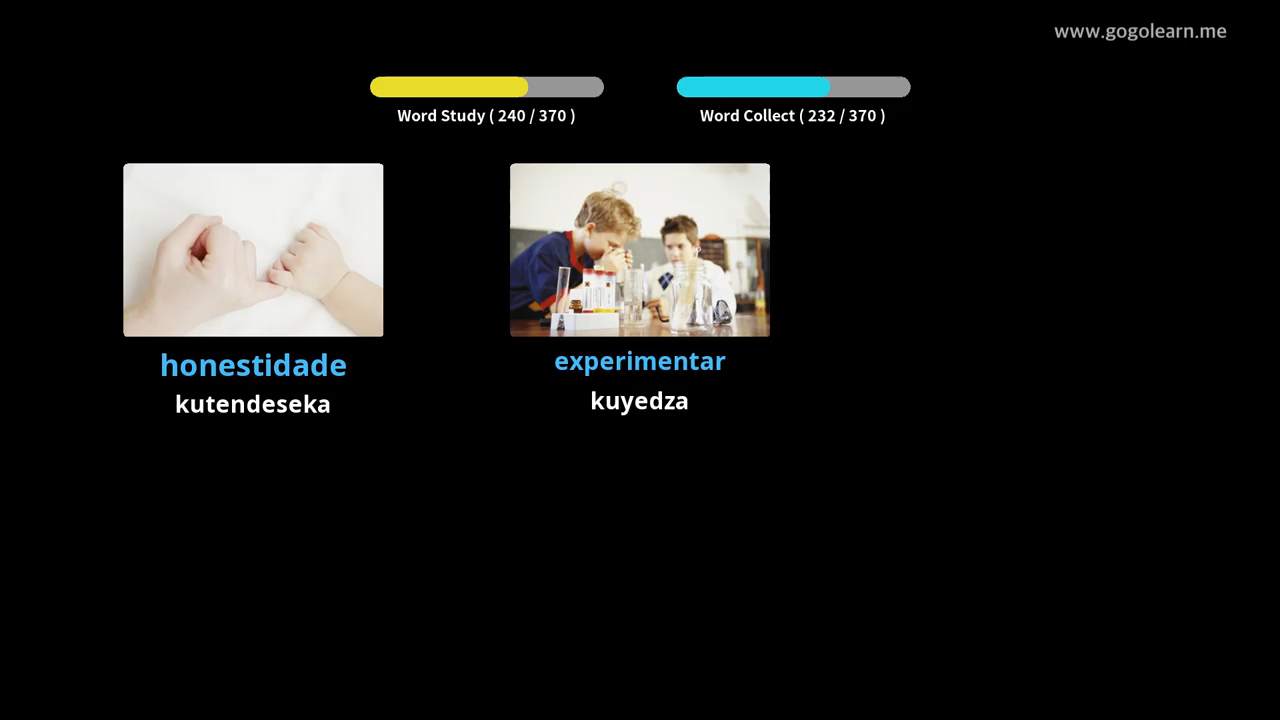 www.gogolearn.me
Word Study ( 240 / 370 )
Word Collect ( 232 / 370 )
honestidade
kutendeseka
experimentar
kuyedza